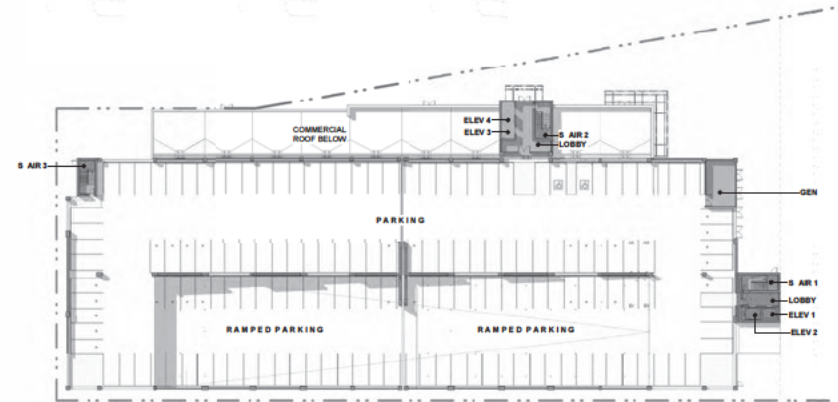 ELEV 4
COMMERCIAL
ROOF BELOW
ELEV 3
S AIR 2
LOBBY
S AIR 3
GEN
PARKING
S AIR 1
LOBBY
ELEV 1
RAMPED PARKING
RAMPED PARKING
ELEV 2